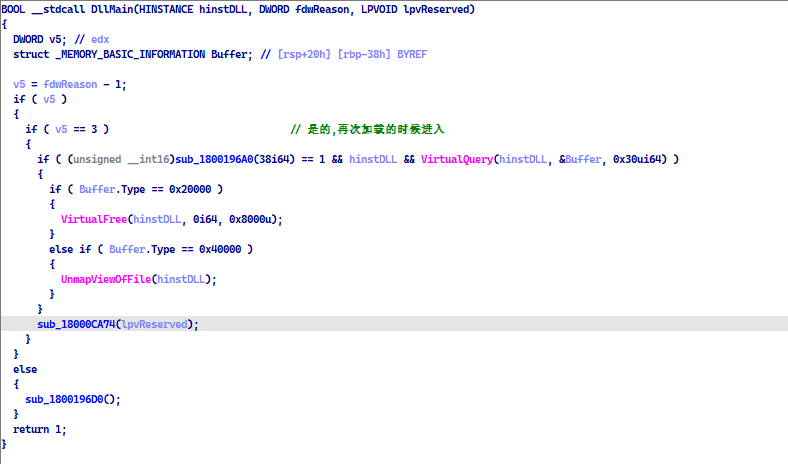 BOOL __stdcall DllMain(HINSTANCE hinstDLL, DWORD fdwReason, LPVOID lpvReserved)
{
  DWORD v5; // edx
  struct _MEMORY_BASIC_INFORMATION Buffer; // [rsp+20h] [rbp-38h] BYREF

  v5 = fdwReason - 1;
  if ( v5 )
  {
    if ( v5 == 3 )                          // 是的,再次加载的时候进入
    {
      if ( (unsigned __int16)sub_1800196A0(38i64) == 1 && hinstDLL && VirtualQuery(hinstDLL, &Buffer, 0x30ui64) )
      {
        if ( Buffer.Type == 0x20000 )
        {
          VirtualFree(hinstDLL, 0i64, 0x8000u);
        }
        else if ( Buffer.Type == 0x40000 )
        {
          UnmapViewOfFile(hinstDLL);
        }
      }
      sub_18000CA74(lpvReserved);
    }
  }
  else
  {
    sub_1800196D0();
  }
  return 1;
}